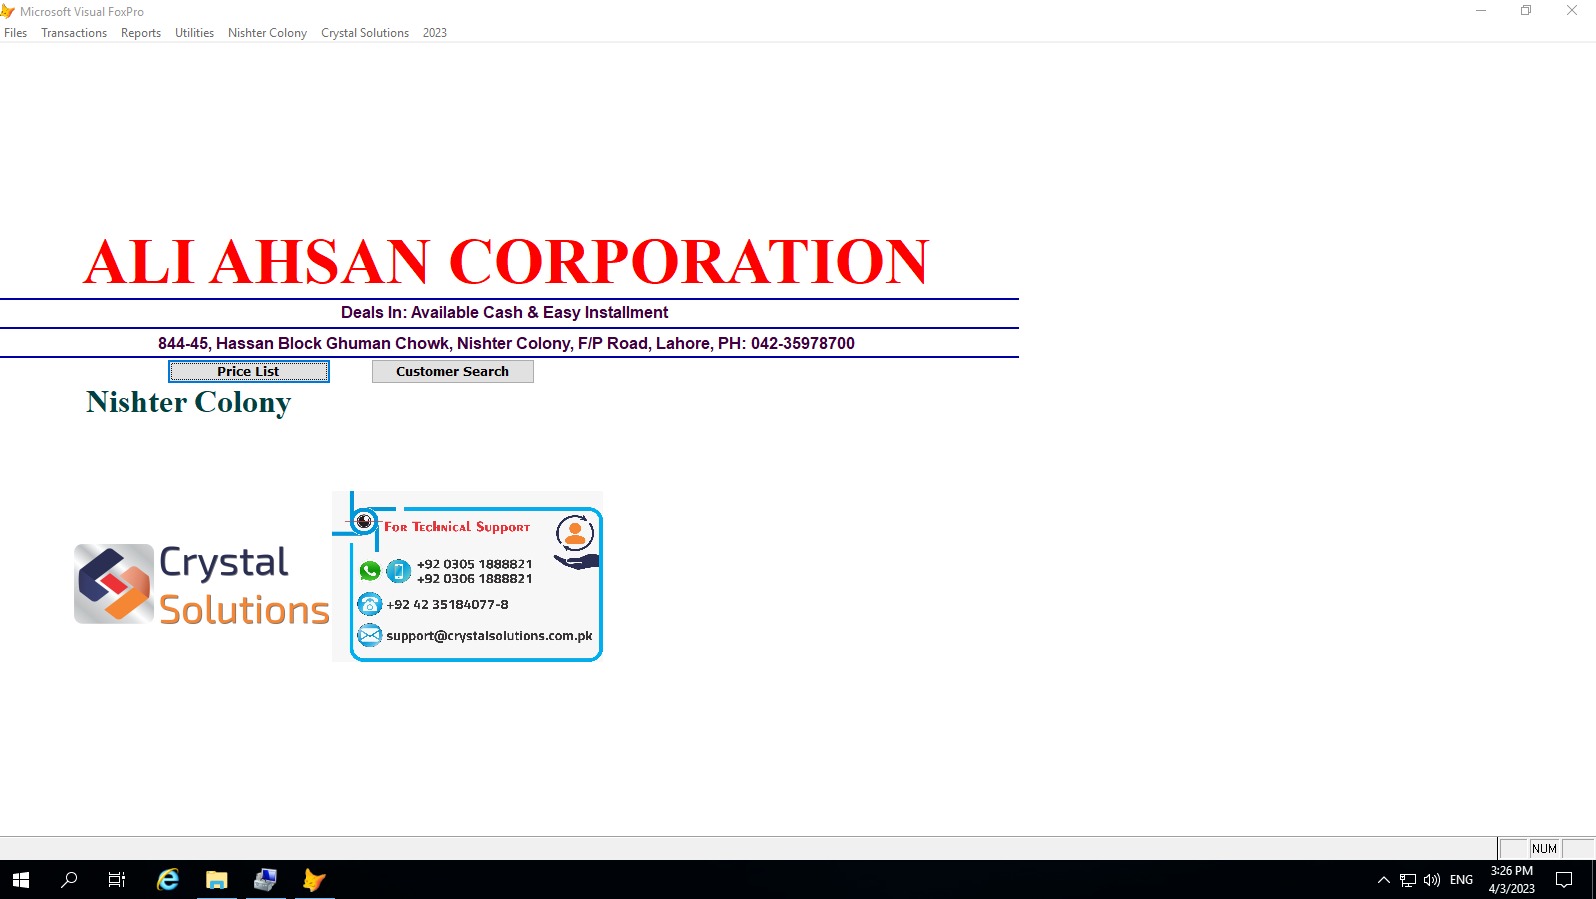 Microsoft Visual FoxPro
Files Transactions Reports Utilities Nishter Colony Crystal Solutions 2023
ALI AHSAN CORPORATION
Deals In: Available Cash & Easy Installment
844-45, Hassan Block Ghuman Chowk, Nishter Colony, F/P Road, Lahore, PH: 042-35978700
Price List Customer Search
Nishter Colony
Crystal
Solutions
For Technical Support
+92 0305 1888821
+92 0306 1888821
+92 42 35184077-8
support@crystalsolutions.com.pk
NUM
ENG
3:26 PM
4/3/2023